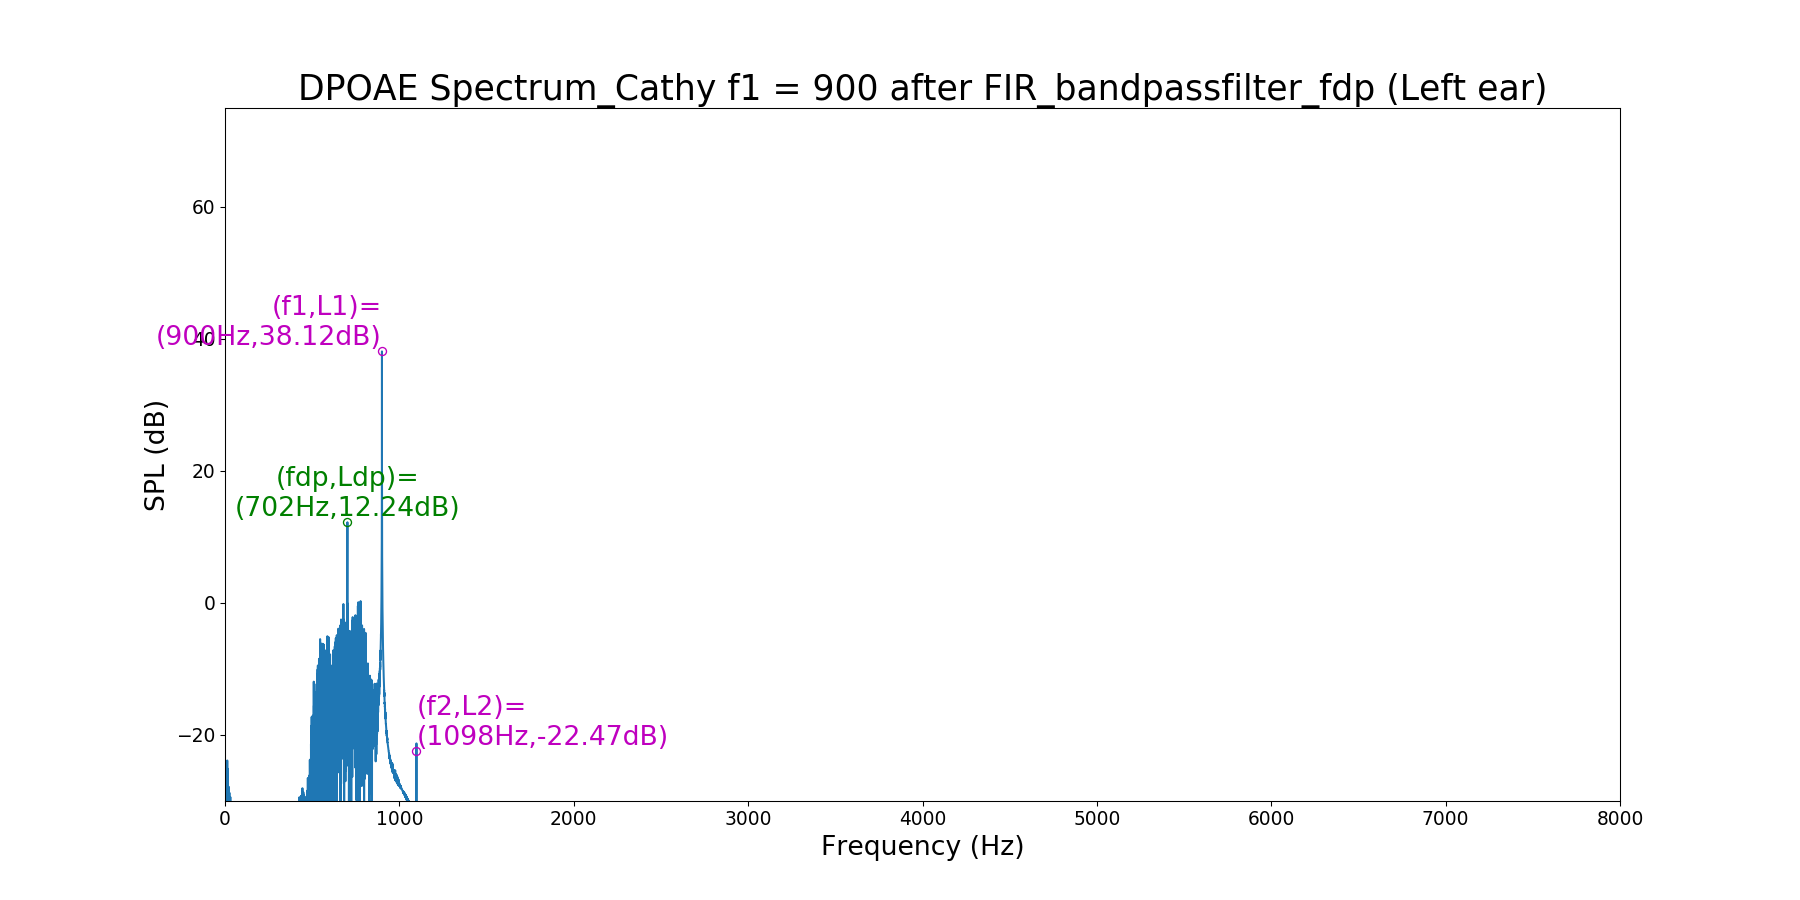 DPOAE Spectrum_Cathy f1 = 900 after FIR_bandpassfilter_fdp (Left ear)
60
(f1,L1)=
(900Hz,38.12dB)
40
SPL (dB)
20
(fdp,Ldp)=
(702Hz,12.24dB)
0
(f2,L2)=
(1098Hz,-22.47dB)
−20
0 1000 2000 3000 4000 5000 6000 7000 8000
Frequency (Hz)